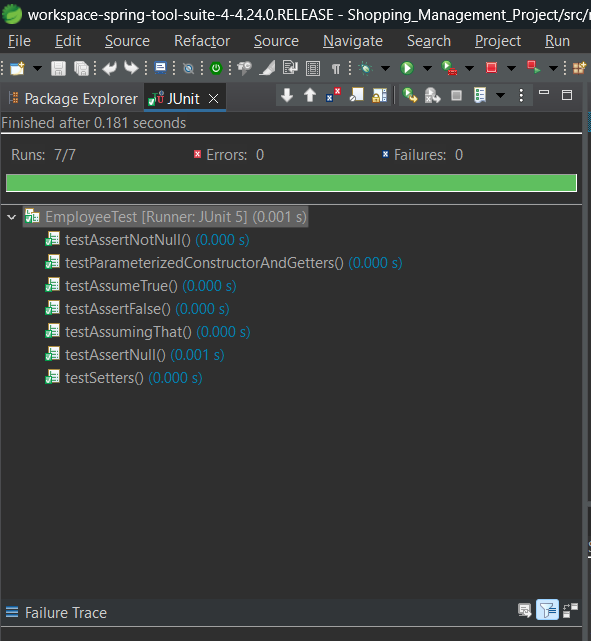 workspace-spring-tool-suite-4-4.24.0.RELEASE - Shopping_Management_Project/src/
File Edit Source Refactor Source Navigate Search Project Run
Package Explorer JUnit
Finished after 0.181 seconds
Runs: 7/7 Errors: 0 Failures: 0
EmployeeTest [Runner: JUnit 5] (0.001 s)
testAssertNotNull() (0.000 s)
testParameterizedConstructorAndGetters() (0.000 s)
testAssumeTrue() (0.000 s)
testAssertFalse() (0.000 s)
testAssumingThat() (0.000 s)
testAssertNull() (0.001 s)
testSetters() (0.000 s)
Failure Trace